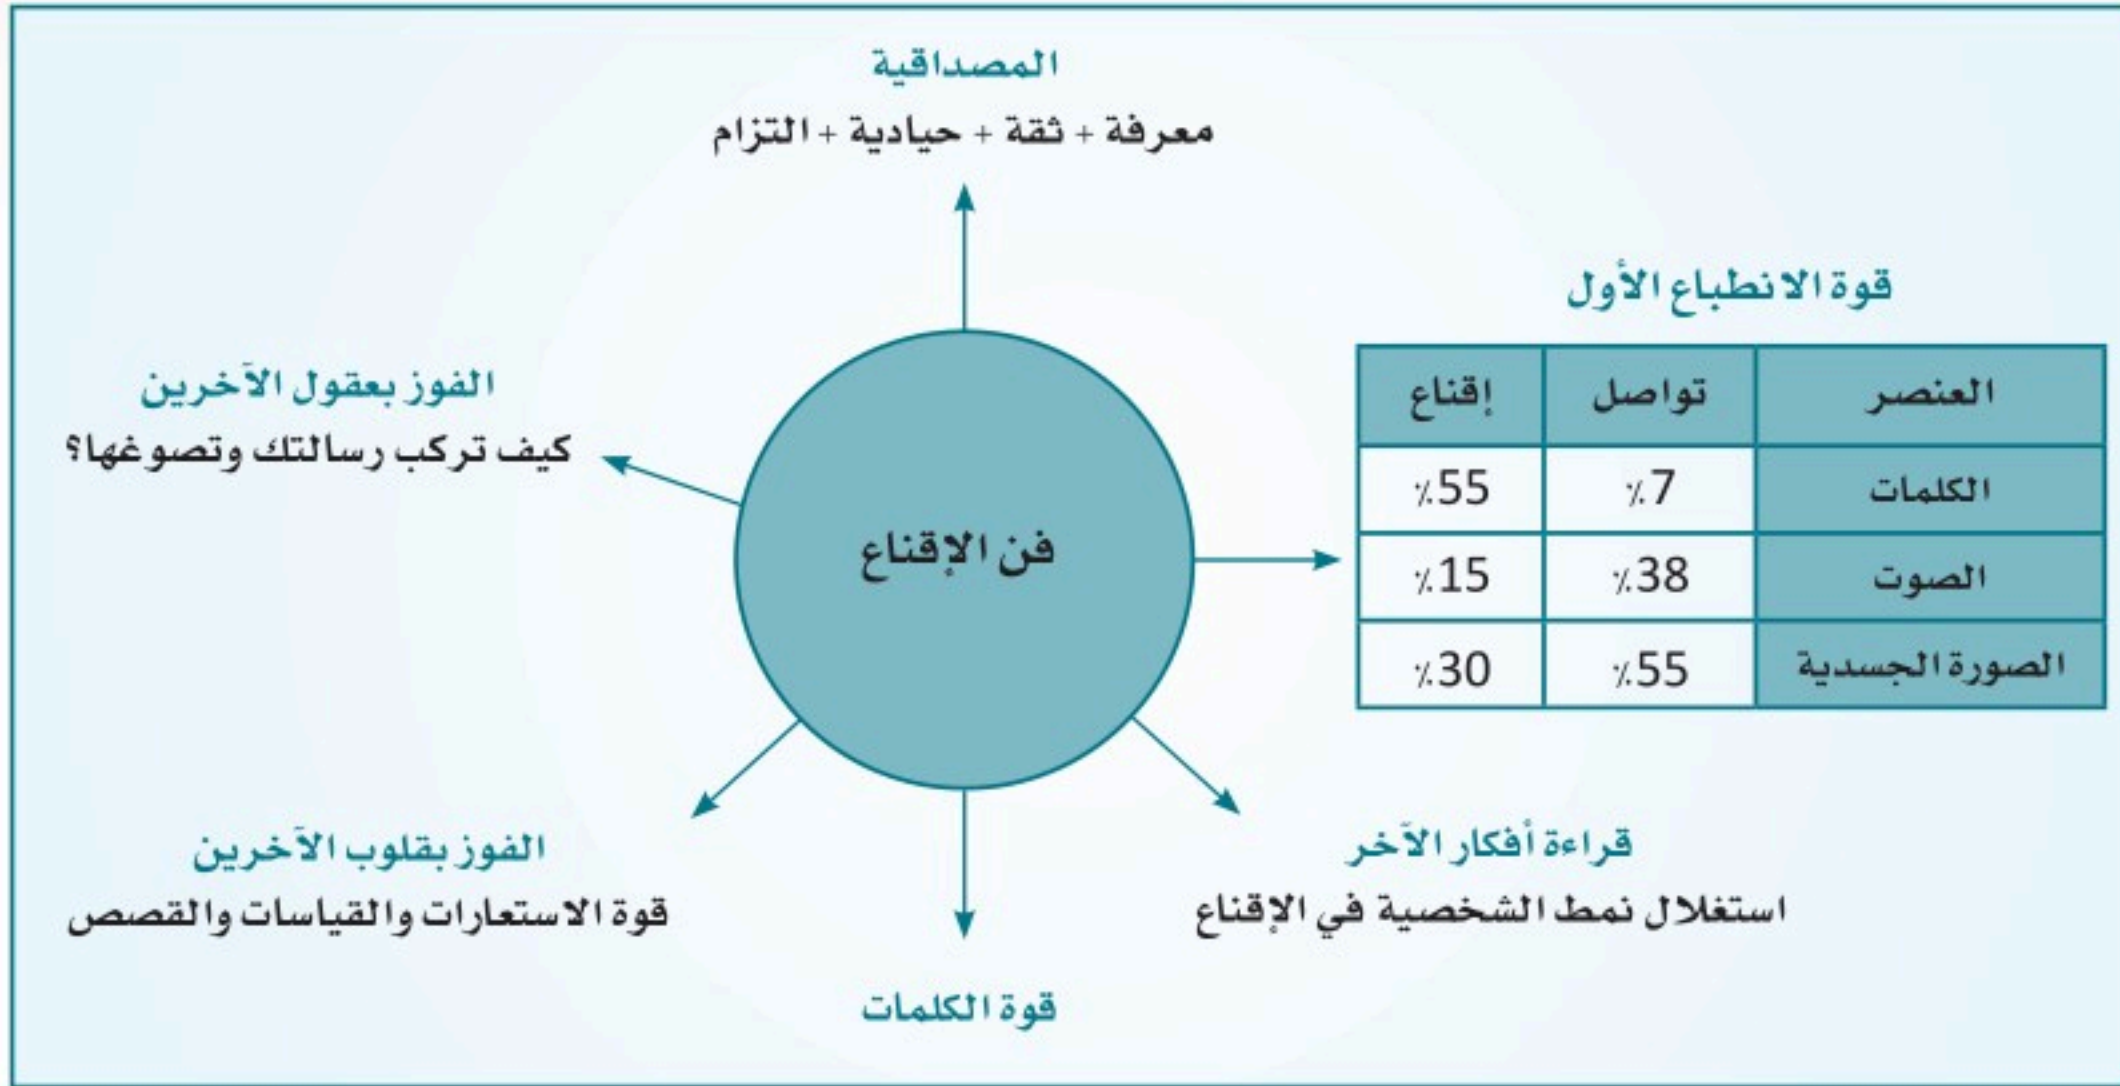 المصداقية
معرفة + ثقة + حيادية + التزام
قوة الانطباع الأول
العنصر تواصل إقناع
الكلمات 7٪ 55٪
الصوت 38٪ 15٪
الصورة الجسدية 55٪ 30٪
الفوز بعقول الآخرين
كيف تركب رسالتك وتصوغها؟
فن الإقناع
قراءة أفكار الآخر
استغلال نمط الشخصية في الإقناع
الفوز بقلوب الآخرين
قوة الاستعارات والقياسات والقصص
قوة الكلمات